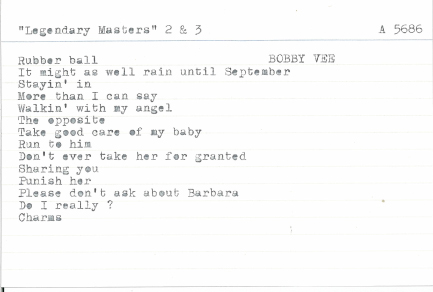 "Legendary Masters" 2 & 3 A 5686
Rubber ball BOBBY VEE
It might as well rain until September
Stayin' in
More than I can say
Walkin' with my angel
The opposite
Take good care of my baby
Run to him
Don't ever take her for granted
Sharing you
Punish her
Please don't ask about Barbara
Do I really ?
Charms